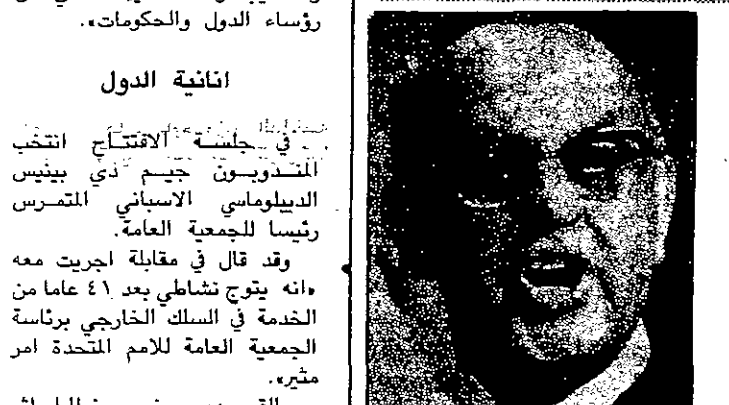 رؤساء الدول والحكومات».
انانية الدول
في جلسة الافتتاح انتخب
المندوبون جيم ذي بينيس
الديبلوماسي الاسباني المتمرس
رئيسا للجمعية العامة.
وقد قال في مقابلة اجريت معه
«انه يتوج نشاطي بعد ٤١ عاما من
الخدمة في السلك الخارجي برئاسة
الجمعية العامة للامم المتحدة امر
مثير».